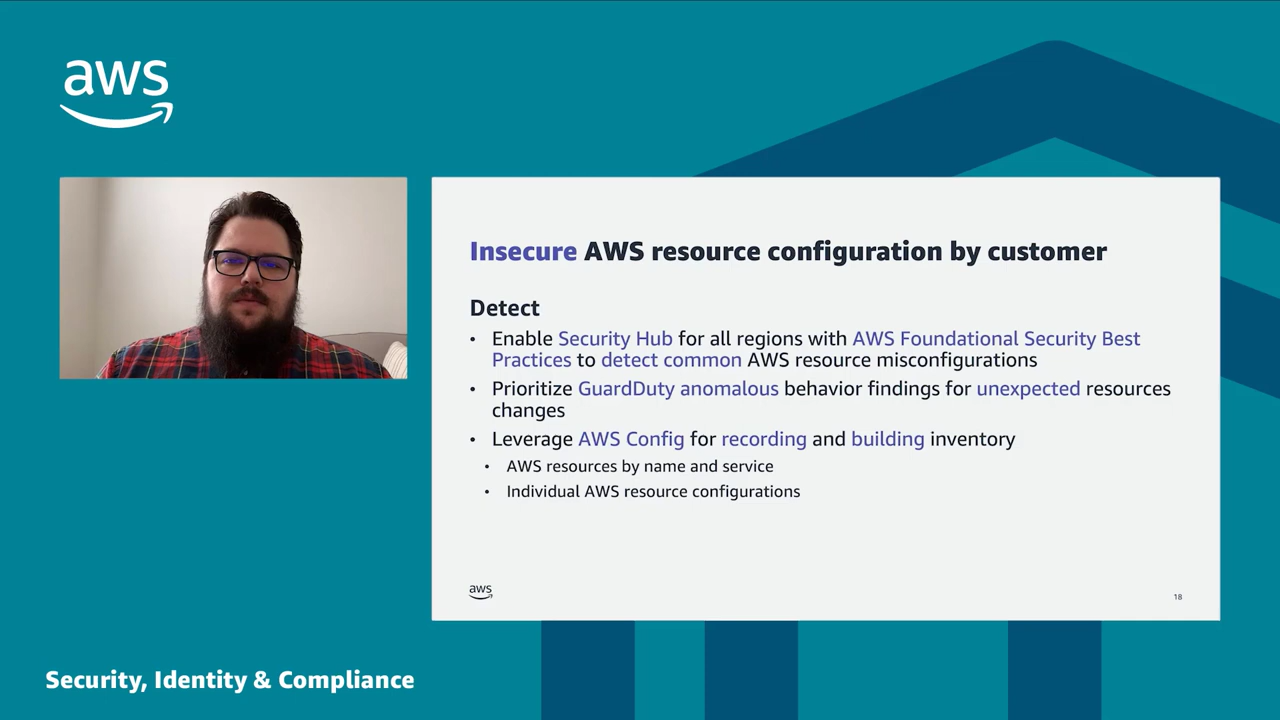 aws
Insecure AWS resource configuration by customer
Detect
• Enable Security Hub for all regions with AWS Foundational Security Best
Practices to detect common AWS resource misconfigurations
• Prioritize GuardDuty anomalous behavior findings for unexpected resources
changes
• Leverage AWS Config for recording and building inventory
• AWS resources by name and service
• Individual AWS resource configurations
aws
18
Security, Identity & Compliance